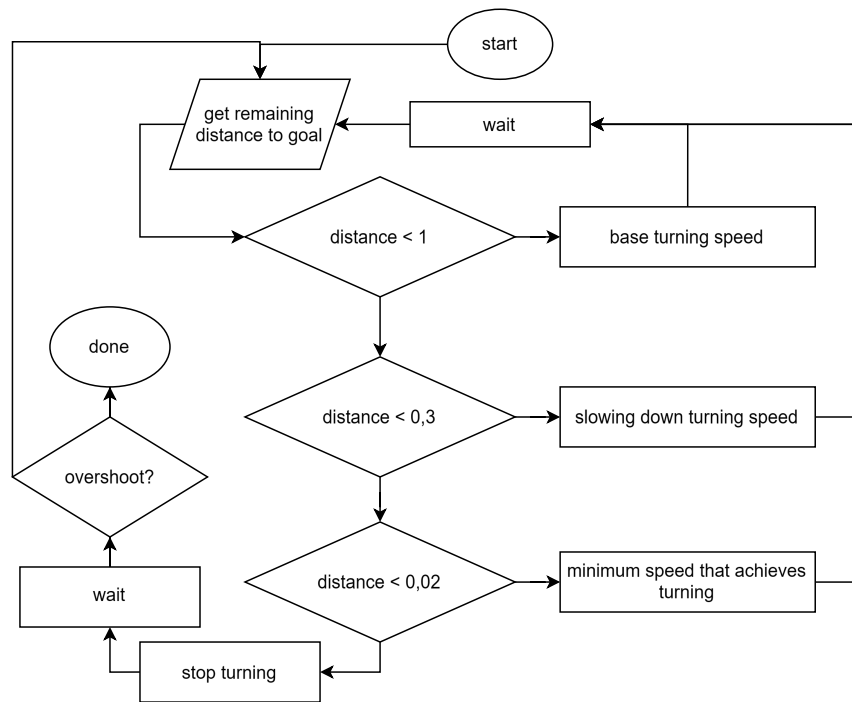 start
get remaining
distance to goal
wait
distance < 1
base turning speed
done
distance < 0,3
slowing down turning speed
overshoot?
distance < 0,02
minimum speed that achieves
turning
wait
stop turning